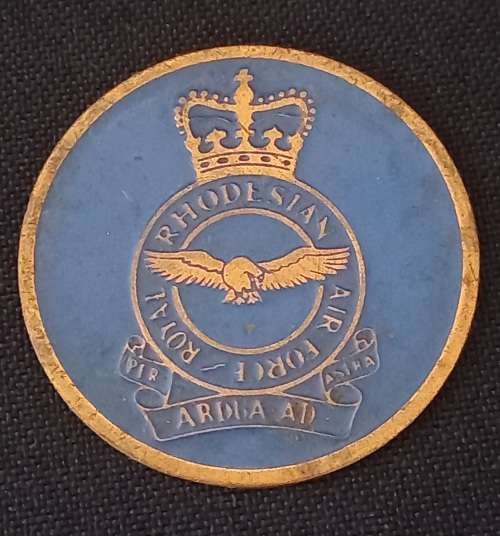 ROYAL RHODESIAN AIR FORCE
PER ARDUA AD ASTRA